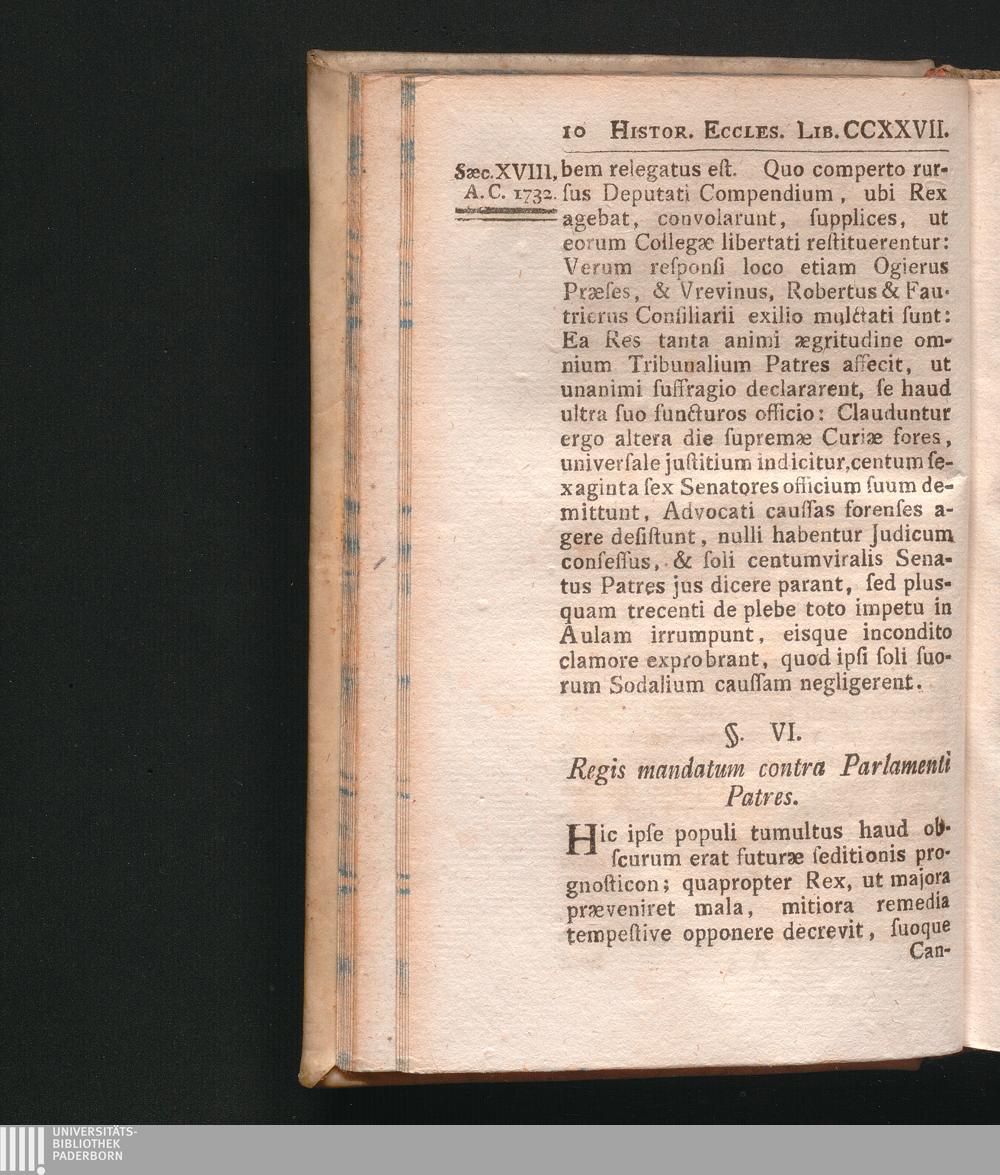 10 Histor. Eccles. Lib. CCXXVII.
Sæc. XVIII.
A. C. 1732.
bem relegatus eſt. Quo comperto rur-
ſus Deputati Compendium, ubi Rex
agebat, convolarunt, ſupplices, ut
eorum Collegæ libertati reſtituerentur:
Verum reſponſi loco etiam Ogierus
Præſes, & Vrevinus, Robertus & Fau-
trierus Conſiliarii exilio mulctati ſunt:
Ea Res tanta animi ægritudine om-
nium Tribunalium Patres affecit, ut
unanimi ſuffragio declararent, ſe haud
ultra ſuo functuros officio: Clauduntur
ergo altera die ſupremæ Curiæ fores,
univerſale juſtitium indicitur, centum ſe-
xaginta ſex Senatores officium ſuum de-
mittunt, Advocati cauſſas forenſes a-
gere deſiſtunt, nulli habentur Judicum
conſeſſus, & ſoli centumviralis Sena-
tus Patres jus dicere parant, ſed plus-
quam trecenti de plebe toto impetu in
Aulam irrumpunt, eisque incondito
clamore exprobrant, quod ipſi ſoli ſuo-
rum Sodalium cauſſam negligerent.
§. VI.
Regis mandatum contra Parlamenti
Patres.
Hic ipſe populi tumultus haud ob-
ſcurum erat futuræ ſeditionis pro-
gnoſticon; quapropter Rex, ut majora
præveniret mala, mitiora remedia
tempeſtive opponere decrevit, ſuoque
Can-
UNIVERSITÄTS-
BIBLIOTHEK
PADERBORN